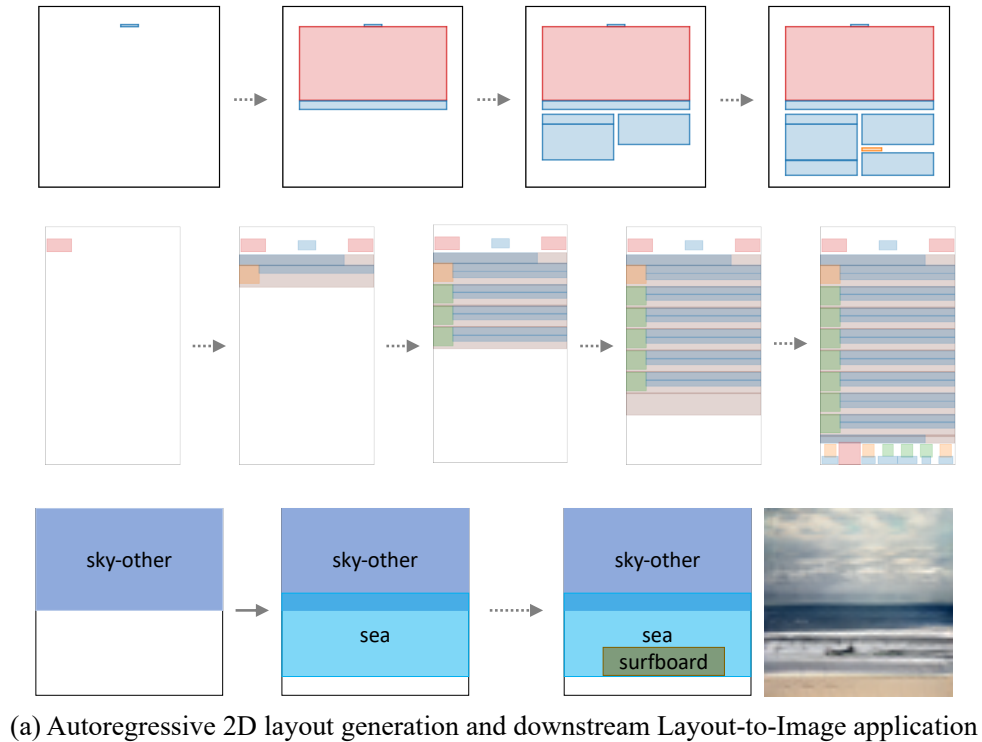 sky-other
sky-other
sea
sky-other
sea
surfboard
(a) Autoregressive 2D layout generation and downstream Layout-to-Image application